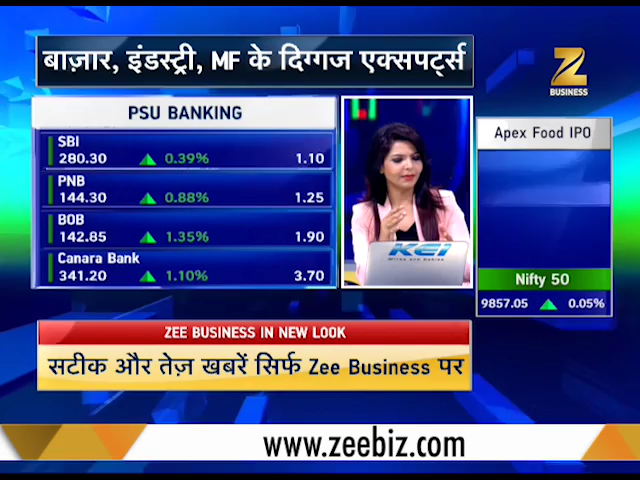 बाज़ार, इंडस्ट्री, MF के दिग्गज एक्सपर्ट्स
Z
BUSINESS
PSU BANKING
SBI
280.30 0.39% 1.10
PNB
144.30 0.88% 1.25
BOB
142.85 1.35% 1.90
Canara Bank
341.20 1.10% 3.70
KEI
Wires and Cables
Apex Food IPO
Nifty 50
9857.05 0.05%
ZEE BUSINESS IN NEW LOOK
सटीक और तेज़ खबरें सिर्फ Zee Business पर
www.zeebiz.com